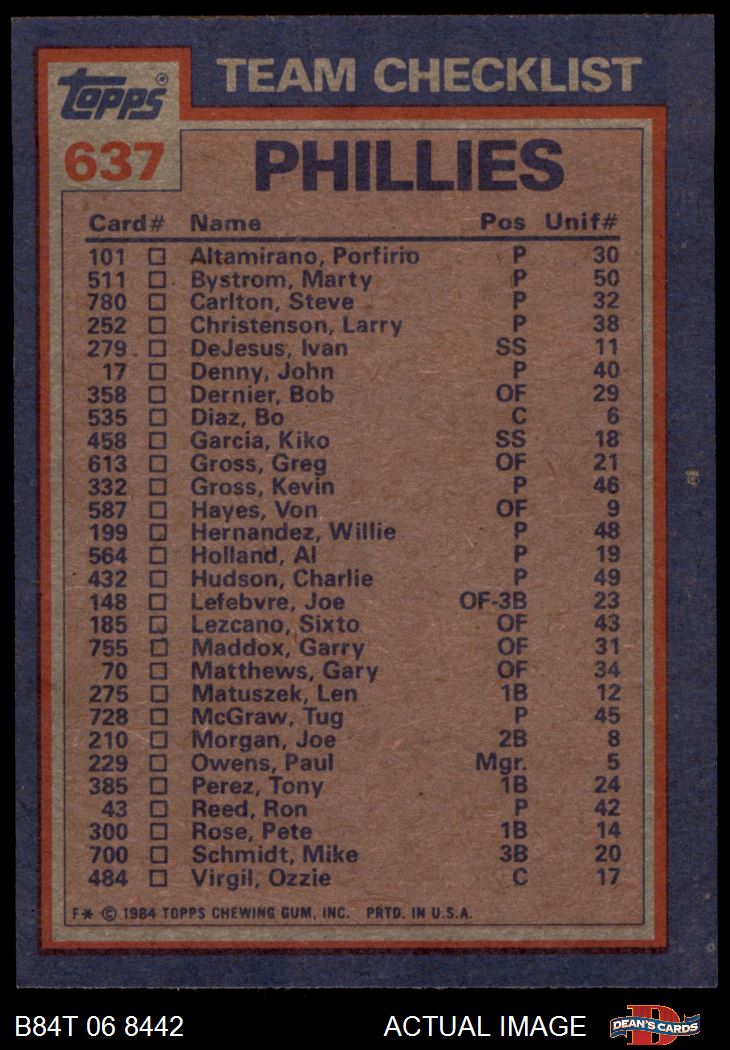 TEAM CHECKLIST
Topps®
637
PHILLIES
Card# Name Pos Unif#
101 Altamirano, Porfirio P 30
511 Bystrom, Marty P 50
780 Carlton, Steve P 32
252 Christenson, Larry P 38
279 DeJesus, Ivan SS 11
17 Denny, John P 40
358 Dernier, Bob OF 29
535 Diaz, Bo C 6
458 Garcia, Kiko SS 18
613 Gross, Greg OF 21
332 Gross, Kevin P 46
587 Hayes, Von OF 9
199 Hernandez, Willie P 48
564 Holland, Al P 19
432 Hudson, Charlie P 49
148 Lefebvre, Joe OF-3B 23
185 Lezcano, Sixto OF 43
755 Maddox, Garry OF 31
70 Matthews, Gary OF 34
275 Matuszek, Len 1B 12
728 McGraw, Tug P 45
210 Morgan, Joe 2B 8
229 Owens, Paul Mgr. 5
385 Perez, Tony 1B 24
43 Reed, Ron P 42
300 Rose, Pete 1B 14
700 Schmidt, Mike 3B 20
484 Virgil, Ozzie C 17
F* © 1984 TOPPS CHEWING GUM, INC. PRTD. IN U.S.A.
B84T 06 8442 ACTUAL IMAGE DEAN'S CARDS